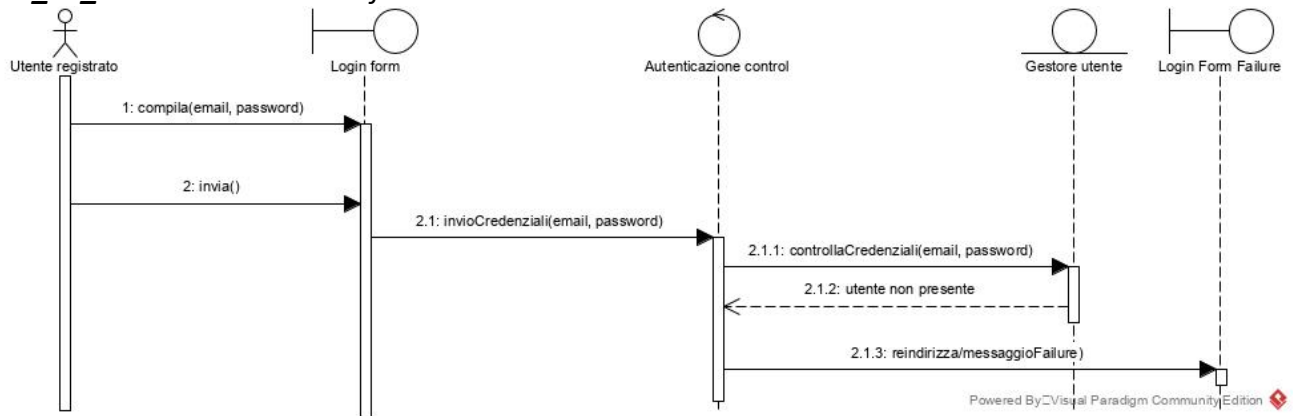 Utente registrato
Login form
Autenticazione control
Gestore utente
Login Form Failure
1: compila(email, password)
2: invia()
2.1: invioCredenziali(email, password)
2.1.1: controllaCredenziali(email, password)
2.1.2: utente non presente
2.1.3: reindirizza/messaggioFailure)
Powered By Visual Paradigm Community Edition